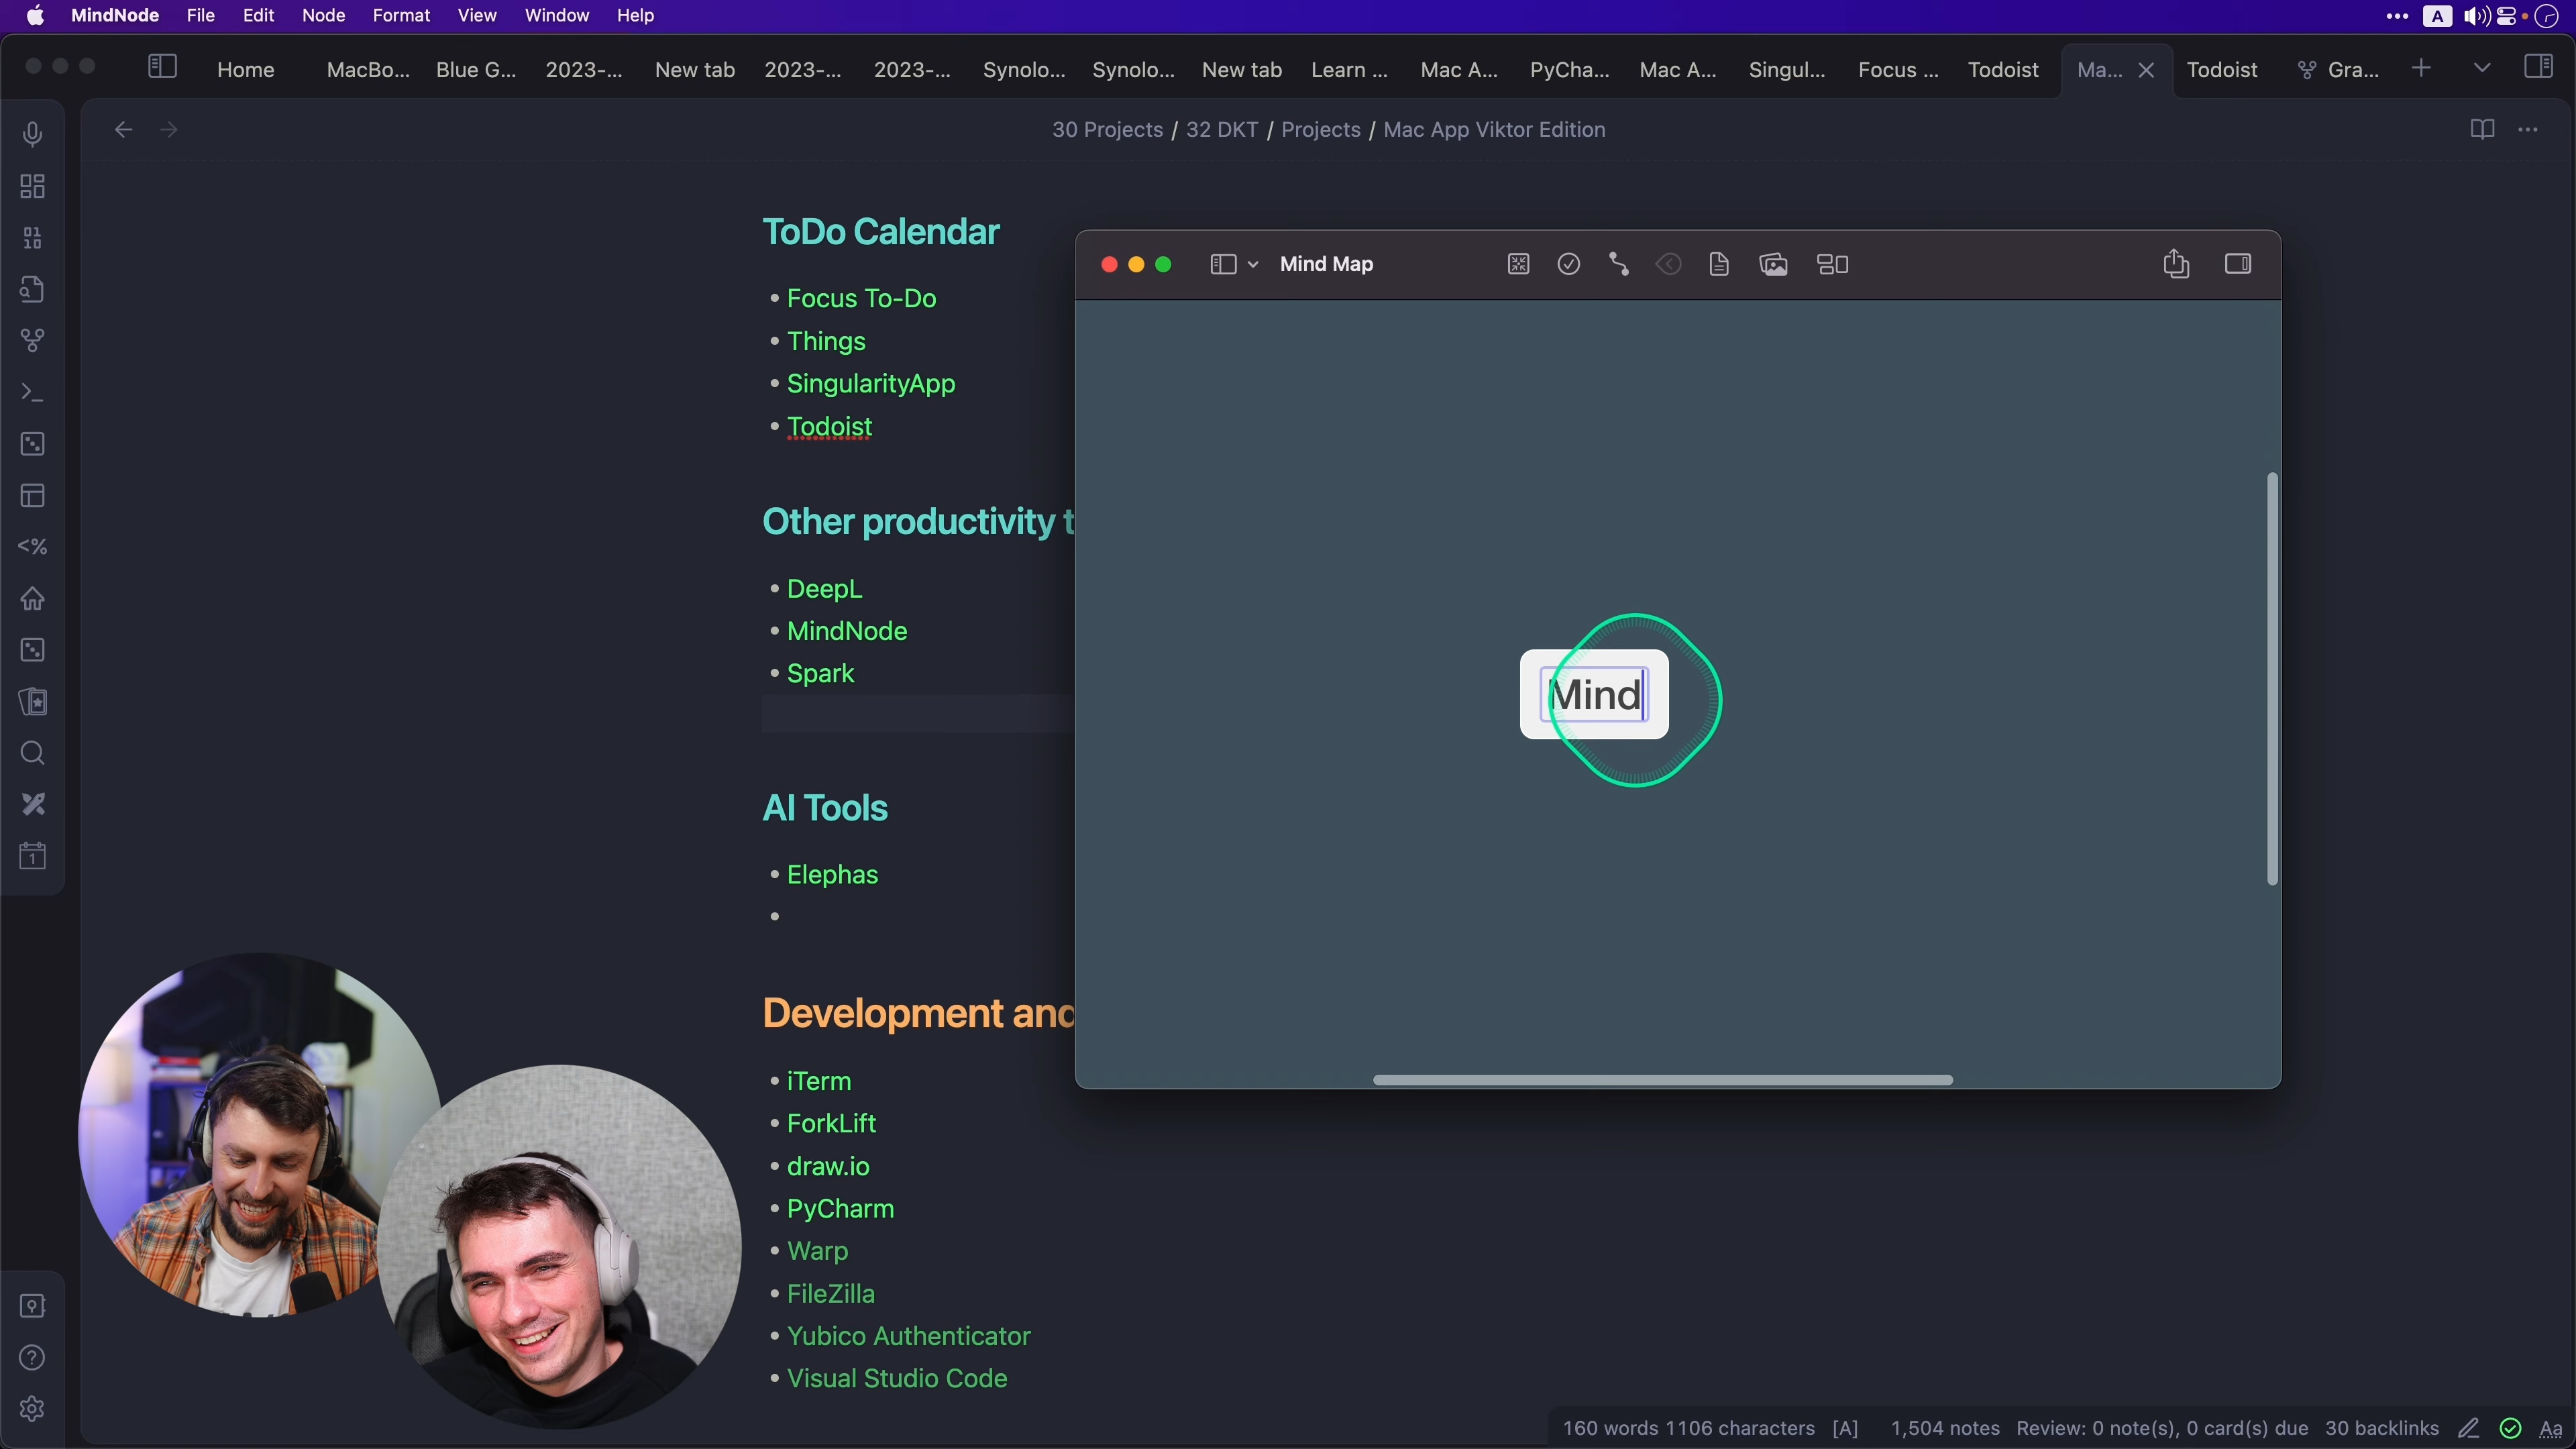 MindNode File Edit Node Format View Window Help
A
Home MacBo... Blue G... 2023-... New tab 2023-... 2023-... Synolo... Synolo... New tab Learn ... Mac A... PyCha... Mac A... Singul... Focus ... Todoist Ma... Todoist Gra...
30 Projects / 32 DKT / Projects / Mac App Viktor Edition
ToDo Calendar
• Focus To-Do
• Things
• SingularityApp
• Todoist
Other productivity t
• DeepL
• MindNode
• Spark
AI Tools
• Elephas
•
Development and
• iTerm
• ForkLift
• draw.io
• PyCharm
• Warp
• FileZilla
• Yubico Authenticator
• Visual Studio Code
Mind Map
Mind
160 words 1106 characters [A] 1,504 notes Review: 0 note(s), 0 card(s) due 30 backlinks Aa